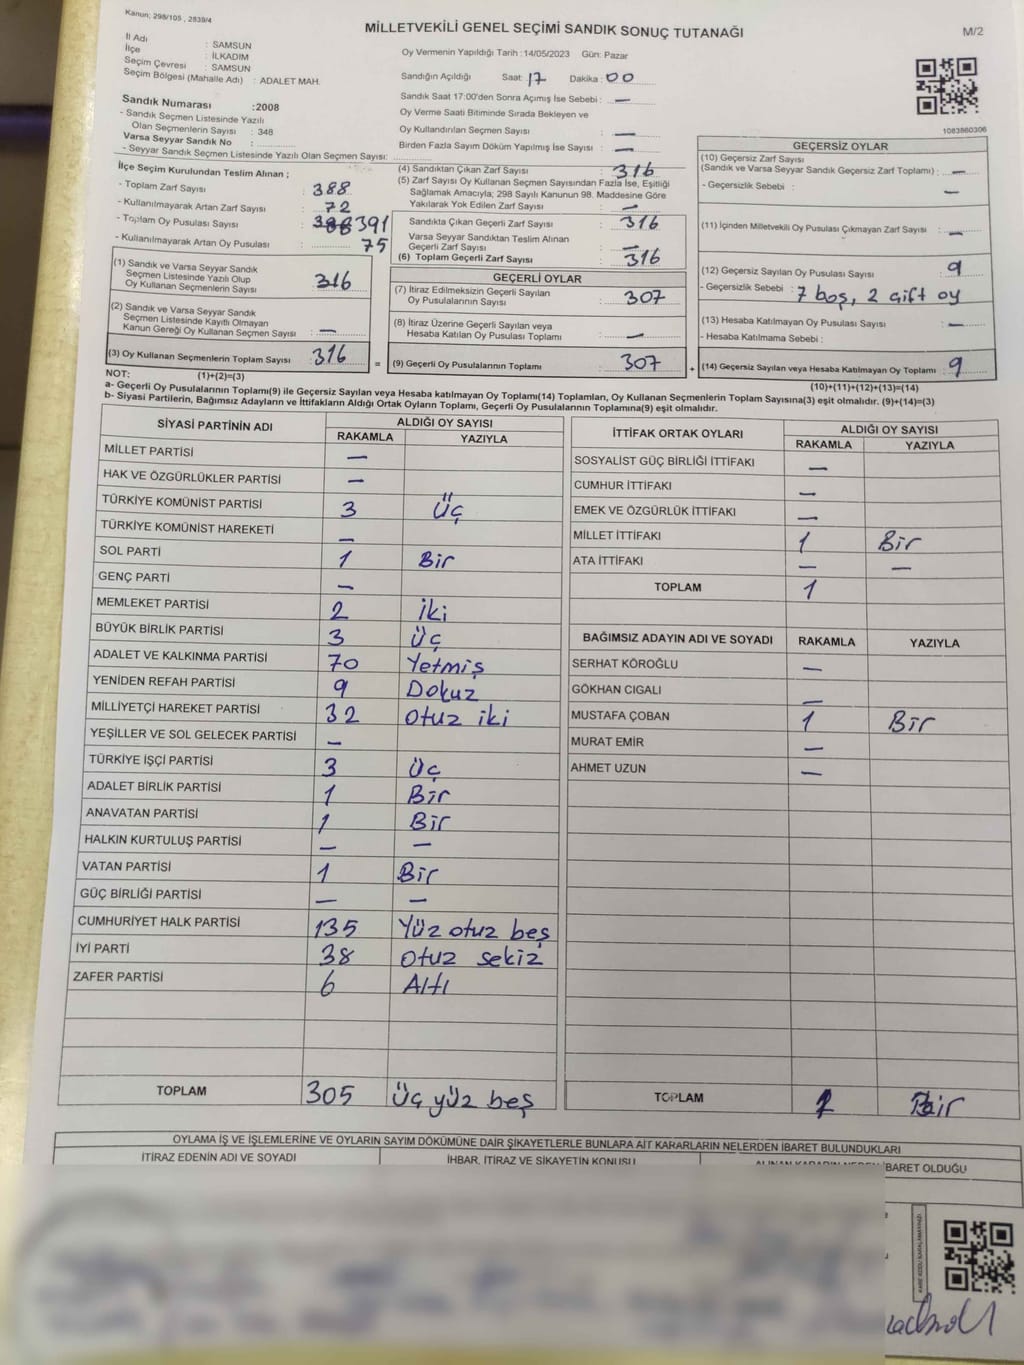 Kanun; 298/105 , 2839/4
MİLLETVEKİLİ GENEL SEÇİMİ SANDIK SONUÇ TUTANAĞI
M/2
İl Adı : SAMSUN
İlçe : İLKADIM
Seçim Çevresi : SAMSUN
Seçim Bölgesi (Mahalle Adı) : ADALET MAH.
Oy Vermenin Yapıldığı Tarih :14/05/2023 Gün: Pazar
Sandığın Açıldığı Saat: 17 Dakika : 00
Sandık Saat 17:00'den Sonra Açımış İse Sebebi : —
Oy Verme Saati Bitiminde Sırada Bekleyen ve
Oy Kullandırılan Seçmen Sayısı : —
Birden Fazla Sayım Döküm Yapılmış İse Sayısı : —
Sandık Numarası :2008
- Sandık Seçmen Listesinde Yazılı
Olan Seçmenlerin Sayısı : 348
Varsa Seyyar Sandık No :
- Seyyar Sandık Seçmen Listesinde Yazılı Olan Seçmen Sayısı:
1083860306
İlçe Seçim Kurulundan Teslim Alınan ;
- Toplam Zarf Sayısı : 388
- Kullanılmayarak Artan Zarf Sayısı : 72
- Toplam Oy Pusulası Sayısı : 388 391
- Kullanılmayarak Artan Oy Pusulası : 75
(1) Sandık ve Varsa Seyyar Sandık
Seçmen Listesinde Yazılı Olup
Oy Kullanan Seçmenlerin Sayısı : 316
(2) Sandık ve Varsa Seyyar Sandık
Seçmen Listesinde Kayıtlı Olmayan
Kanun Gereği Oy Kullanan Seçmen Sayısı : —
(3) Oy Kullanan Seçmenlerin Toplam Sayısı : 316
(1)+(2)=(3)
(4) Sandıktan Çıkan Zarf Sayısı : 316
(5) Zarf Sayısı Oy Kullanan Seçmen Sayısından Fazla İse, Eşitliği
Sağlamak Amacıyla; 298 Sayılı Kanunun 98. Maddesine Göre
Yakılarak Yok Edilen Zarf Sayısı : —
Sandıkta Çıkan Geçerli Zarf Sayısı : 316
Varsa Seyyar Sandıktan Teslim Alınan
Geçerli Zarf Sayısı : —
(6) Toplam Geçerli Zarf Sayısı : 316
GEÇERLİ OYLAR
(7) İtiraz Edilmeksizin Geçerli Sayılan
Oy Pusulalarının Sayısı : 307
(8) İtiraz Üzerine Geçerli Sayılan veya
Hesaba Katılan Oy Pusulaları Toplamı : —
= (9) Geçerli Oy Pusulalarının Toplamı : 307
GEÇERSİZ OYLAR
(10) Geçersiz Zarf Sayısı
(Sandık ve Varsa Seyyar Sandık Geçersiz Zarf Toplamı) : —
- Geçersizlik Sebebi : —
(11) İçinden Milletvekili Oy Pusulası Çıkmayan Zarf Sayısı : —
(12) Geçersiz Sayılan Oy Pusulası Sayısı : 9
- Geçersizlik Sebebi : 7 boş, 2 çift oy
(13) Hesaba Katılmayan Oy Pusulası Sayısı : —
- Hesaba Katılmama Sebebi :
+ (14) Geçersiz Sayılan veya Hesaba Katılmayan Oy Toplamı : 9
(10)+(11)+(12)+(13)=(14)
NOT:
a- Geçerli Oy Pusulalarının Toplamı(9) ile Geçersiz Sayılan veya Hesaba katılmayan Oy Toplamı(14) Toplamları, Oy Kullanan Seçmenlerin Toplam Sayısına(3) eşit olmalıdır. (9)+(14)=(3)
b- Siyasi Partilerin, Bağımsız Adayların ve İttifakların Aldığı Ortak Oyların Toplamı, Geçerli Oy Pusulalarının Toplamına(9) eşit olmalıdır.
SİYASİ PARTİNİN ADI ALDIĞI OY SAYISI
RAKAMLA YAZIYLA
MİLLET PARTİSİ —
HAK VE ÖZGÜRLÜKLER PARTİSİ —
TÜRKİYE KOMÜNİST PARTİSİ 3 Üç
TÜRKİYE KOMÜNİST HAREKETİ —
SOL PARTİ 1 Bir
GENÇ PARTİ —
MEMLEKET PARTİSİ 2 iki
BÜYÜK BİRLİK PARTİSİ 3 Üç
ADALET VE KALKINMA PARTİSİ 70 Yetmiş
YENİDEN REFAH PARTİSİ 9 Dokuz
MİLLİYETÇİ HAREKET PARTİSİ 32 otuz iki
YEŞİLLER VE SOL GELECEK PARTİSİ —
TÜRKİYE İŞÇİ PARTİSİ 3 Üç
ADALET BİRLİK PARTİSİ 1 Bir
ANAVATAN PARTİSİ 1 Bir
HALKIN KURTULUŞ PARTİSİ — —
VATAN PARTİSİ 1 Bir
GÜÇ BİRLİĞİ PARTİSİ — —
CUMHURİYET HALK PARTİSİ 135 Yüz otuz beş
İYİ PARTİ 38 otuz sekiz
ZAFER PARTİSİ 6 Altı
TOPLAM 305 Üç yüz beş
İTTİFAK ORTAK OYLARI ALDIĞI OY SAYISI
RAKAMLA YAZIYLA
SOSYALİST GÜÇ BİRLİĞİ İTTİFAKI —
CUMHUR İTTİFAKI —
EMEK VE ÖZGÜRLÜK İTTİFAKI —
MİLLET İTTİFAKI 1 Bir
ATA İTTİFAKI — —
TOPLAM 1
BAĞIMSIZ ADAYIN ADI VE SOYADI RAKAMLA YAZIYLA
SERHAT KÖROĞLU —
GÖKHAN CIGALI —
MUSTAFA ÇOBAN 1 Bir
MURAT EMİR —
AHMET UZUN —
TOPLAM 1 Bir
OYLAMA İŞ VE İŞLEMLERİNE VE OYLARIN SAYIM DÖKÜMÜNE DAİR ŞİKAYETLERLE BUNLARA AİT KARARLARIN NELERDEN İBARET BULUNDUKLARI
İTİRAZ EDENİN ADI VE SOYADI İHBAR, İTİRAZ VE ŞİKAYETİN KONUSU ALINAN KARARIN NEDEN İBARET OLDUĞU